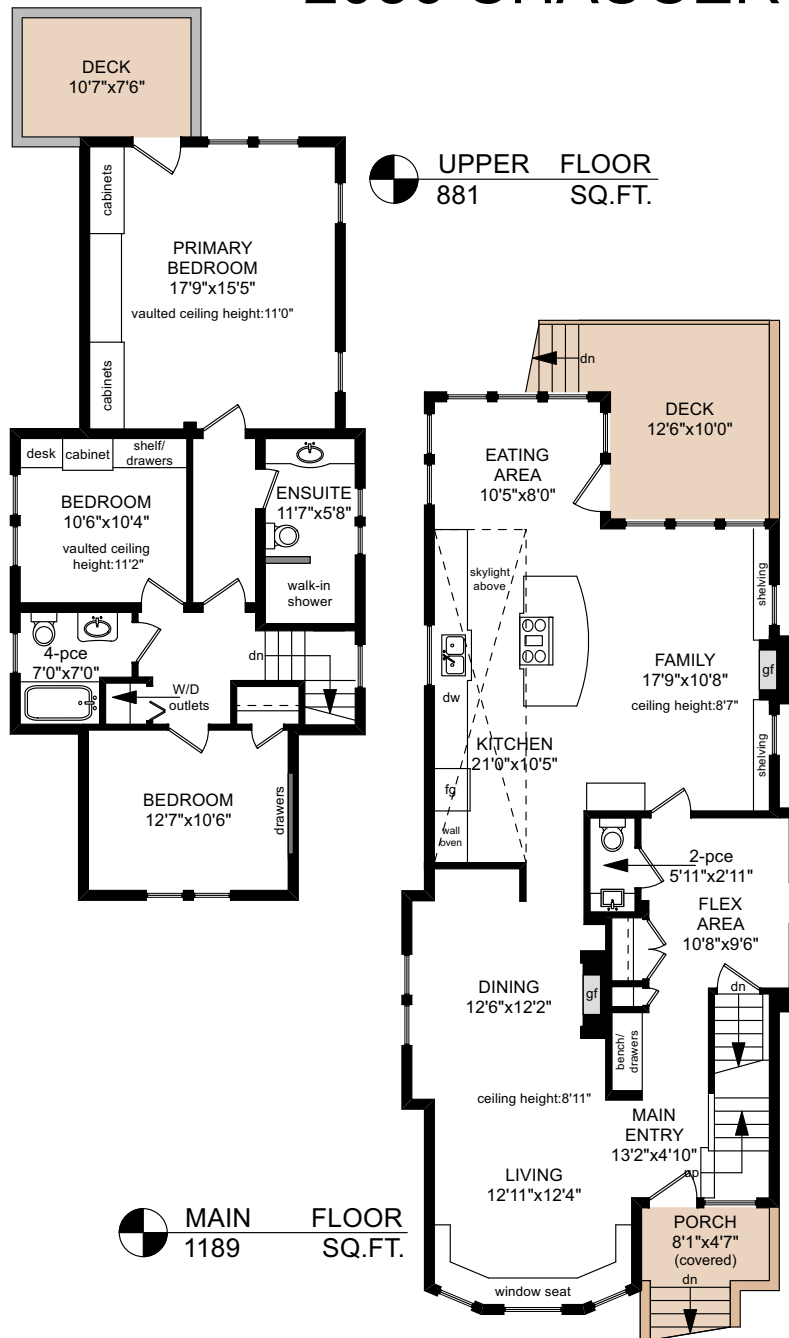 DECK
10'7"x7'6"
UPPER FLOOR
881 SQ.FT.
cabinets
PRIMARY
BEDROOM
17'9"x15'5"
vaulted ceiling height:11'0"
cabinets
desk
cabinet
shelf/
drawers
BEDROOM
10'6"x10'4"
vaulted ceiling
height:11'2"
ENSUITE
11'7"x5'8"
walk-in
shower
4-pce
7'0"x7'0"
W/D
outlets
dn
BEDROOM
12'7"x10'6"
drawers
dn
DECK
12'6"x10'0"
EATING
AREA
10'5"x8'0"
skylight
above
shelving
FAMILY
17'9"x10'8"
ceiling height:8'7"
gf
shelving
dw
KITCHEN
21'0"x10'5"
fg
wall
oven
2-pce
5'11"x2'11"
FLEX
AREA
10'8"x9'6"
dn
DINING
12'6"x12'2"
gf
bench/
drawers
ceiling height:8'11"
MAIN
ENTRY
13'2"x4'10"
up
LIVING
12'11"x12'4"
window seat
PORCH
8'1"x4'7"
(covered)
dn
MAIN FLOOR
1189 SQ.FT.